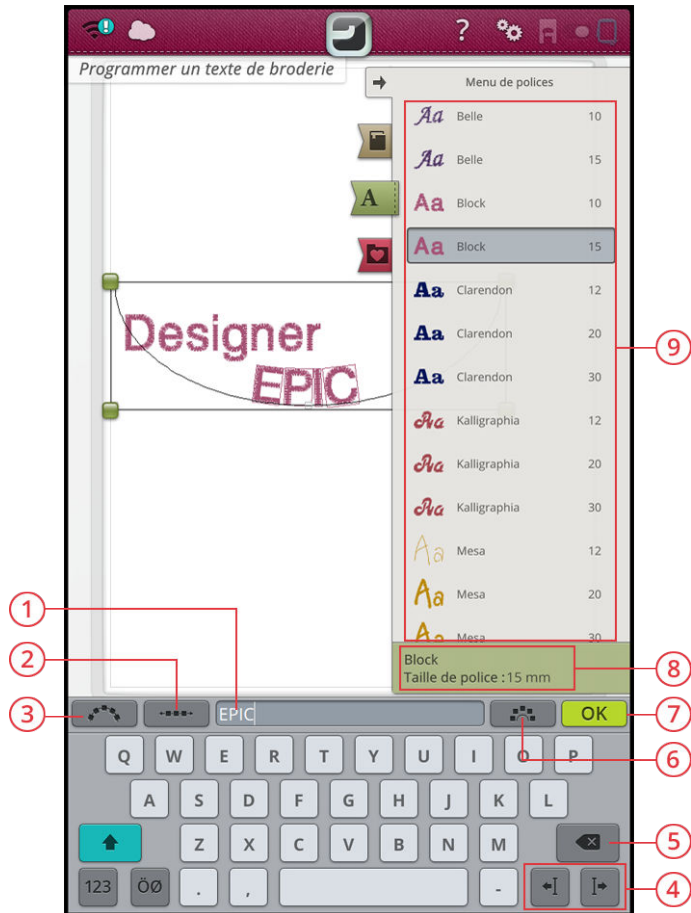 ?
Programmer un texte de broderie
Menu de polices
Aa Belle 10
Aa Belle 15
Aa Block 10
A
Aa Block 15
Aa Clarendon 12
Designer
Aa Clarendon 20
9
EPIC
Aa Clarendon 30
Aa Kalligraphia 12
Aa Kalligraphia 20
Aa Kalligraphia 30
Aa Mesa 12
Aa Mesa 20
1
Aa Mesa 30
2
Block
Taille de police : 15 mm
8
3
EPIC
OK
7
6
Q W E R T Y U I O P
A S D F G H J K L
Z X C V B N M
5
123 ÖØ . , -
4